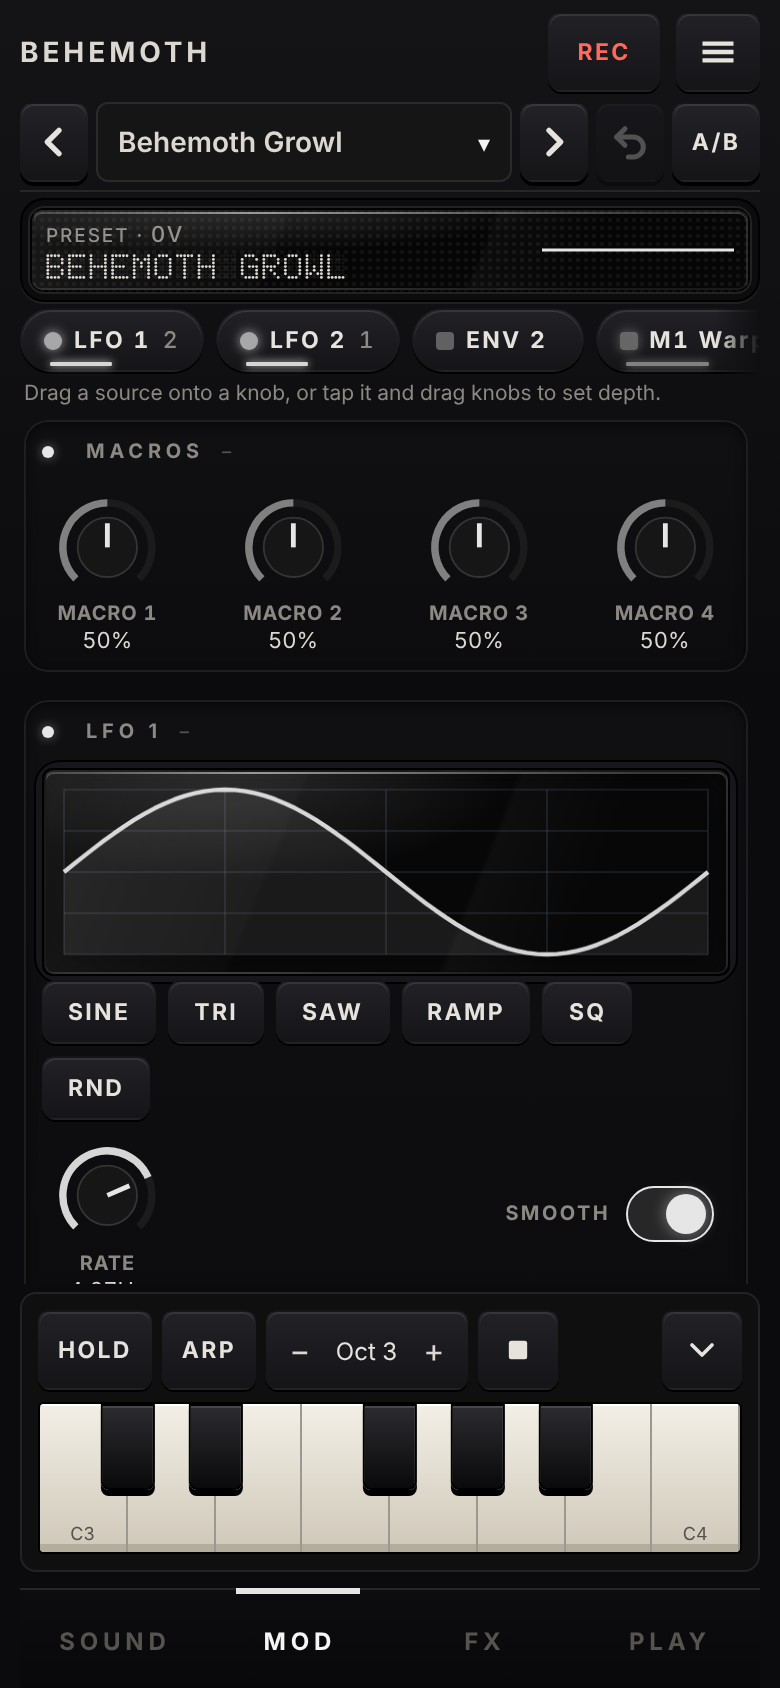 BEHEMOTH
REC
Behemoth Growl
A/B
PRESET · 0V
BEHEMOTH GROWL
LFO 1 2
LFO 2 1
ENV 2
M1 Warp
Drag a source onto a knob, or tap it and drag knobs to set depth.
MACROS –
MACRO 1
MACRO 2
MACRO 3
MACRO 4
50%
50%
50%
50%
LFO 1 –
SINE
TRI
SAW
RAMP
SQ
RND
SMOOTH
RATE
HOLD
ARP
− Oct 3 +
C3
C4
SOUND
MOD
FX
PLAY